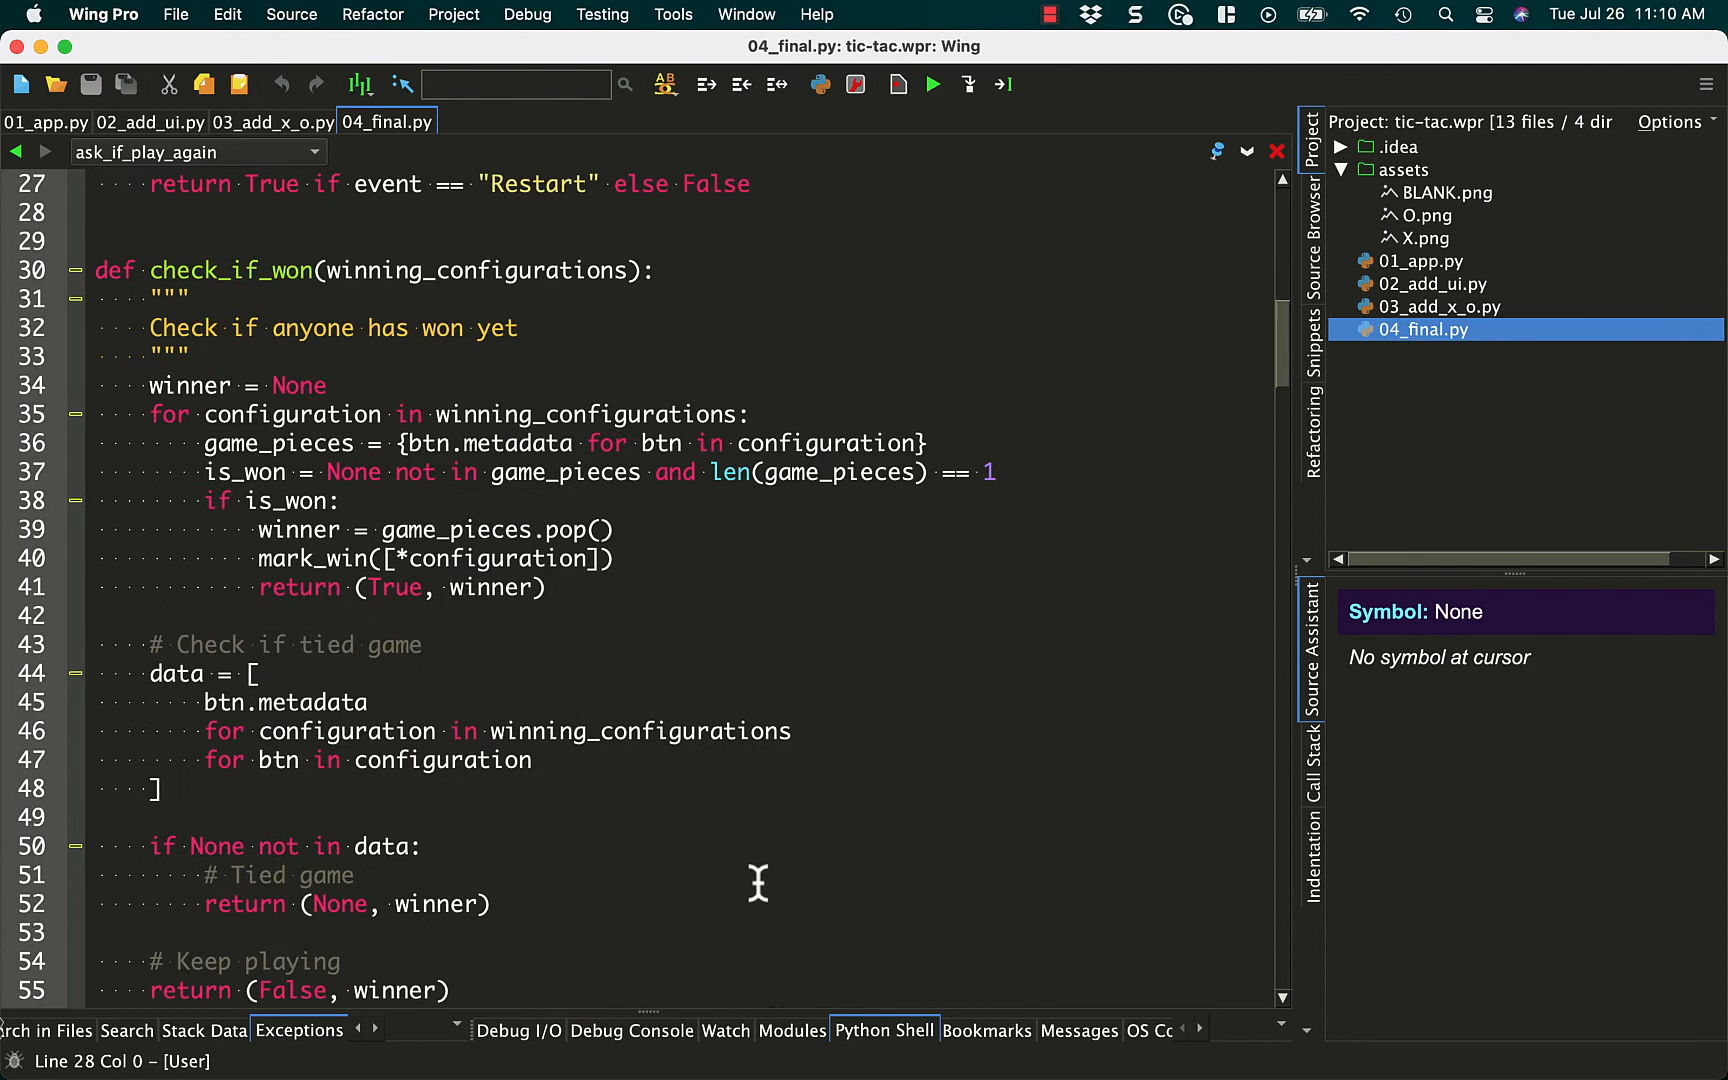 Wing Pro File Edit Source Refactor Project Debug Testing Tools Window Help Tue Jul 26 11:10 AM
04_final.py: tic-tac.wpr: Wing
01_app.py 02_add_ui.py 03_add_x_o.py 04_final.py
ask_if_play_again
27 return True if event == "Restart" else False
28
29
30 def check_if_won(winning_configurations):
31 """
32 Check if anyone has won yet
33 """
34 winner = None
35 for configuration in winning_configurations:
36 game_pieces = {btn.metadata for btn in configuration}
37 is_won = None not in game_pieces and len(game_pieces) == 1
38 if is_won:
39 winner = game_pieces.pop()
40 mark_win([*configuration])
41 return (True, winner)
42
43 # Check if tied game
44 data = [
45 btn.metadata
46 for configuration in winning_configurations
47 for btn in configuration
48 ]
49
50 if None not in data:
51 # Tied game
52 return (None, winner)
53
54 # Keep playing
55 return (False, winner)
Project
Source Browser
Snippets
Refactoring
Project: tic-tac.wpr [13 files / 4 dir Options
.idea
assets
BLANK.png
O.png
X.png
01_app.py
02_add_ui.py
03_add_x_o.py
04_final.py
Source Assistant
Call Stack
Indentation
Symbol: None
No symbol at cursor
rch in Files Search Stack Data Exceptions Debug I/O Debug Console Watch Modules Python Shell Bookmarks Messages OS Cc
Line 28 Col 0 - [User]